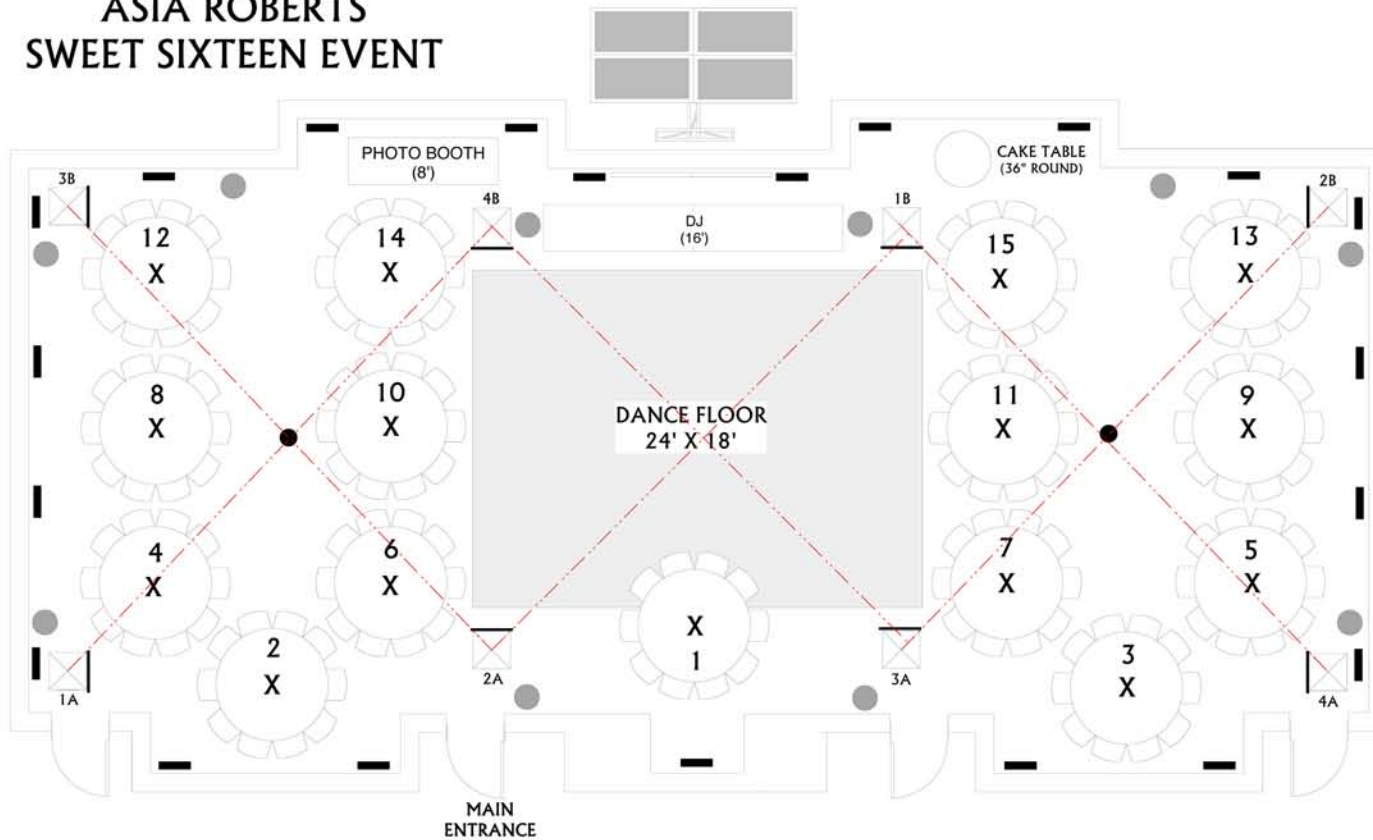 ASIA ROBERTS
SWEET SIXTEEN EVENT
PHOTO BOOTH
(8')
CAKE TABLE
(36" ROUND)
3B
4B
1B
2B
DJ
(16')
12
X
14
X
15
X
13
X
8
X
10
X
DANCE FLOOR
24' X 18'
11
X
9
X
4
X
6
X
7
X
5
X
2
X
X
1
3
X
1A
2A
3A
4A
MAIN
ENTRANCE